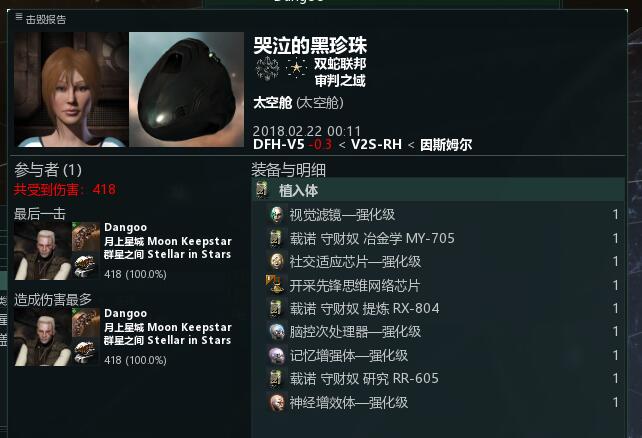 Dangoo
击毁报告
哭泣的黑珍珠
双蛇联邦
审判之域
太空舱 (太空舱)
2018.02.22 00:11
DFH-V5 -0.3 < V2S-RH < 因斯姆尔
参与者 (1)
共受到伤害: 418
最后一击
Dangoo
月上星城 Moon Keepstar
群星之间 Stellar in Stars
418 (100.0%)
造成伤害最多
Dangoo
月上星城 Moon Keepstar
群星之间 Stellar in Stars
418 (100.0%)
装备与明细
植入体
视觉滤镜—强化级 1
载诺 守财奴 冶金学 MY-705 1
社交适应芯片—强化级 1
开采先锋思维网络芯片 1
载诺 守财奴 提炼 RX-804 1
脑控次处理器—强化级 1
记忆增强体—强化级 1
载诺 守财奴 研究 RR-605 1
神经增效体—强化级 1